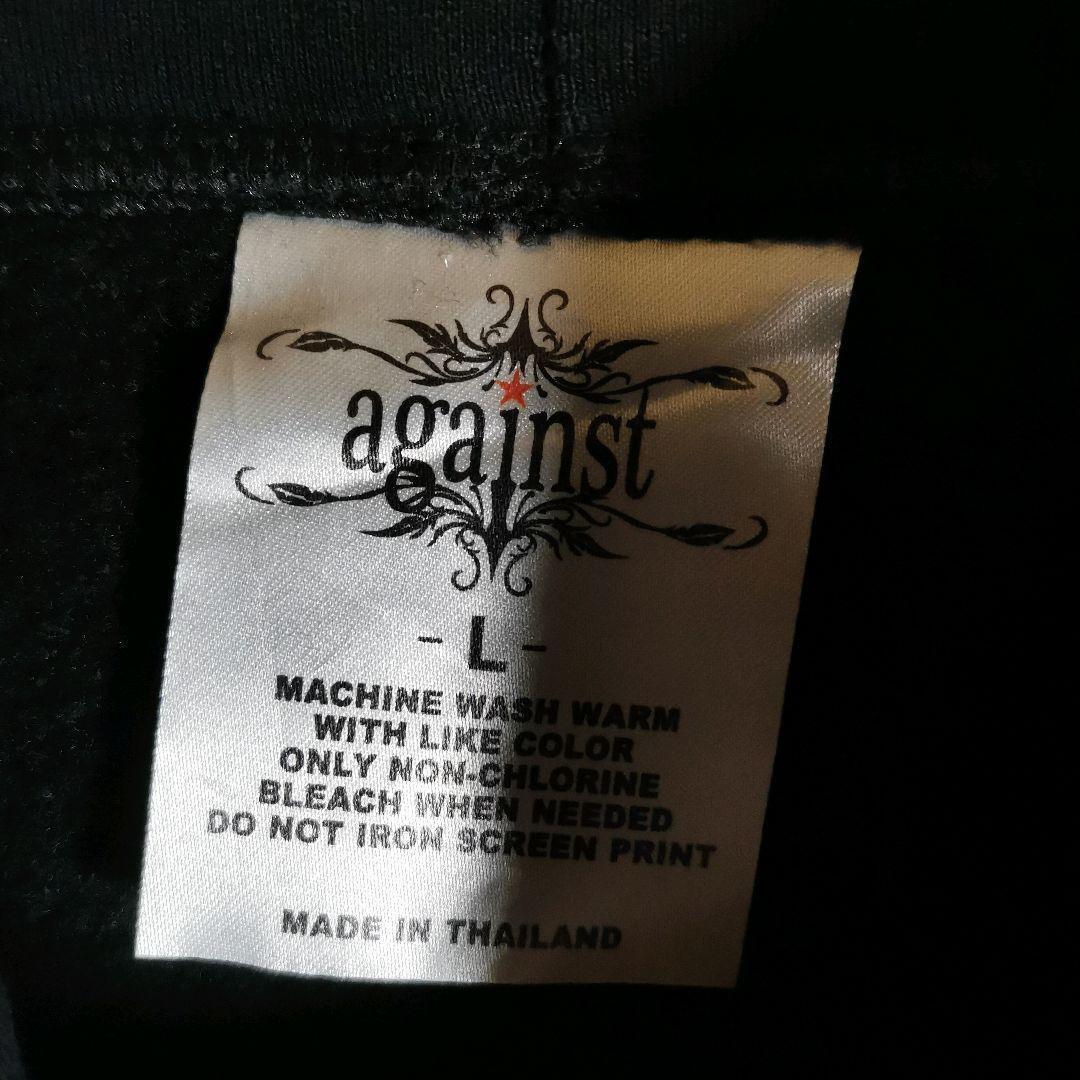 against
- L -
MACHINE WASH WARM
WITH LIKE COLOR
ONLY NON-CHLORINE
BLEACH WHEN NEEDED
DO NOT IRON SCREEN PRINT
MADE IN THAILAND